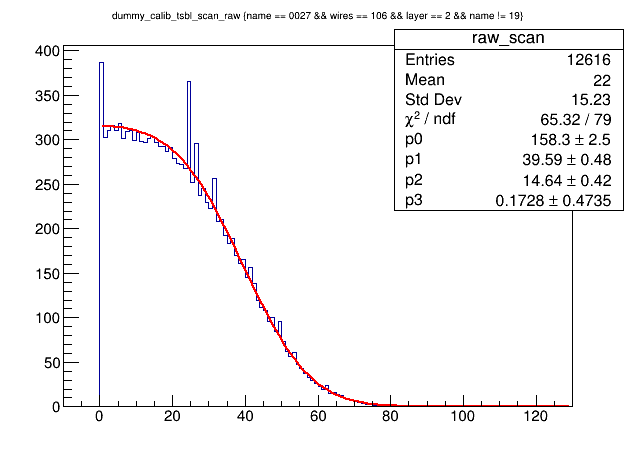 dummy_calib_tsbl_scan_raw {name == 0027 && wires == 106 && layer == 2 && name != 19}
raw_scan
Entries 12616
Mean 22
Std Dev 15.23
χ² / ndf 65.32 / 79
p0 158.3 ± 2.5
p1 39.59 ± 0.48
p2 14.64 ± 0.42
p3 0.1728 ± 0.4735
400
350
300
250
200
150
100
50
0
0 20 40 60 80 100 120